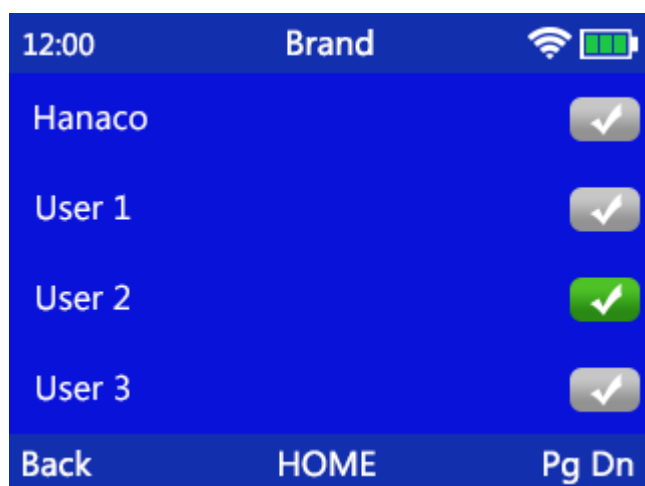 12:00 Brand
Hanaco
User 1
User 2
User 3
Back HOME Pg Dn